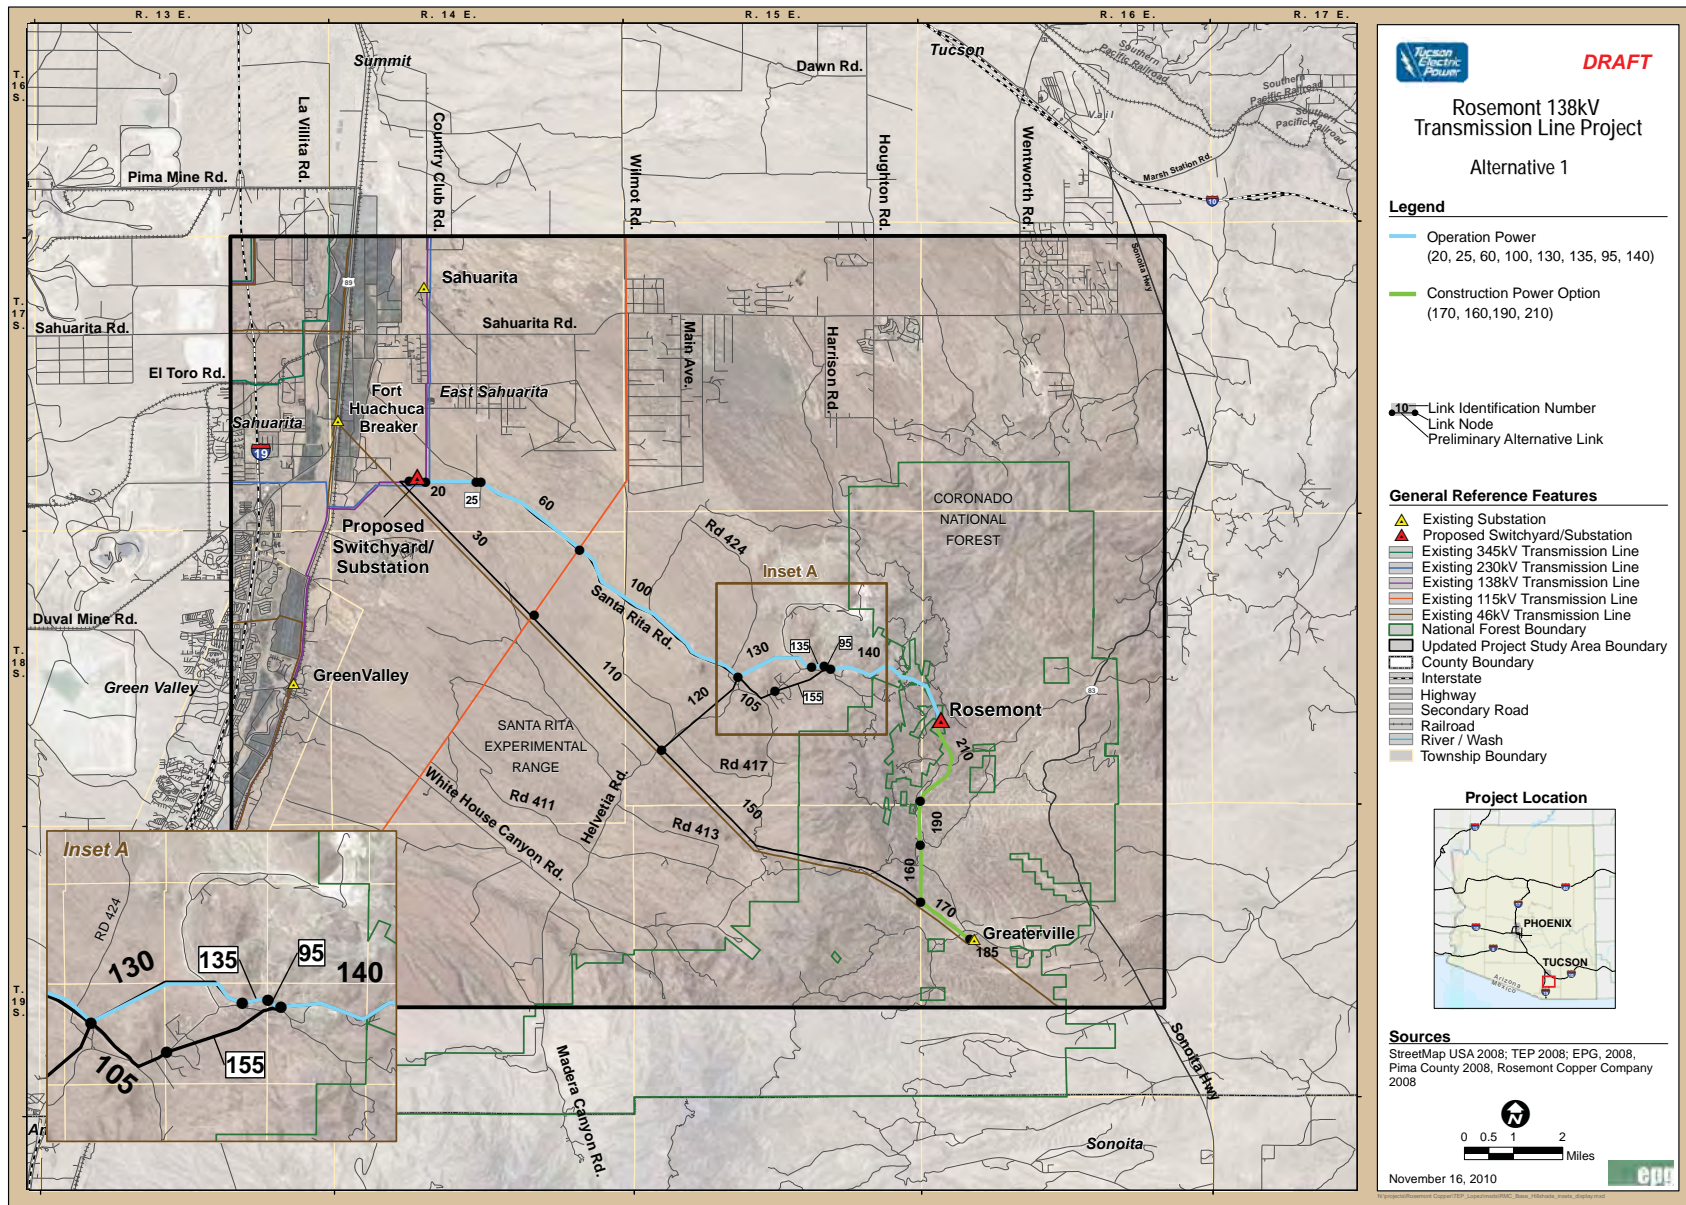 R. 13 E.
R. 14 E.
R. 15 E.
R. 16 E.
R. 17 E.
T.
16
S.
T.
17
S.
T.
18
S.
T.
19
S.
Summit
Tucson
Dawn Rd.
Southern
Pacific Railroad
Southern
Pacific Railroad
Southern
Pacific Railroad
Vail
La Villita Rd.
Country Club Rd.
Wilmot Rd.
Houghton Rd.
Wentworth Rd.
Marsh Station Rd.
Pima Mine Rd.
10
Sonoita Hwy
89
Sahuarita
Sahuarita Rd.
Sahuarita Rd.
Main Ave.
Harrison Rd.
El Toro Rd.
Fort
Huachuca
Breaker
East Sahuarita
Sahuarita
19
20
25
60
CORONADO
NATIONAL
FOREST
Proposed
Switchyard/
Substation
30
Rd 424
Inset A
100
Santa Rita Rd.
Duval Mine Rd.
130
135
95
140
110
120
105
155
Green Valley
GreenValley
83
Rosemont
SANTA RITA
EXPERIMENTAL
RANGE
210
Rd 417
White House Canyon Rd.
Rd 411
Helvetia Rd.
150
Rd 413
190
160
170
Greaterville
185
Inset A
RD 424
130
135
95
140
105
155
Madera Canyon Rd.
Sonoita Hwy
Sonoita
Tucson
Electric
Power
DRAFT
Rosemont 138kV
Transmission Line Project
Alternative 1
Legend
Operation Power
(20, 25, 60, 100, 130, 135, 95, 140)
Construction Power Option
(170, 160,190, 210)
10
Link Identification Number
Link Node
Preliminary Alternative Link
General Reference Features
Existing Substation
Proposed Switchyard/Substation
Existing 345kV Transmission Line
Existing 230kV Transmission Line
Existing 138kV Transmission Line
Existing 115kV Transmission Line
Existing 46kV Transmission Line
National Forest Boundary
Updated Project Study Area Boundary
County Boundary
Interstate
Highway
Secondary Road
Railroad
River / Wash
Township Boundary
Project Location
PHOENIX
TUCSON
Arizona
Mexico
Sources
StreetMap USA 2008; TEP 2008; EPG, 2008,
Pima County 2008, Rosemont Copper Company
2008
N
0 0.5 1 2
Miles
November 16, 2010
epg